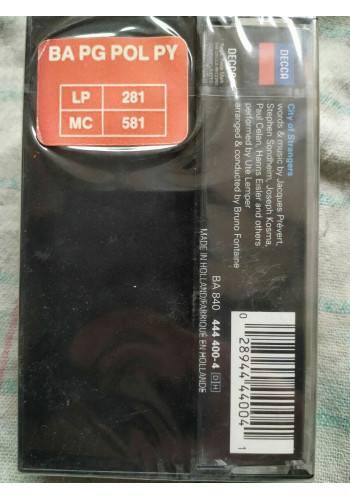 BA PG POL PY
LP 281
MC 581
DECCA
DECCA
City of Strangers
words & music by Jacques Prévert,
Stephen Sondheim, Joseph Kosma,
Paul Celan, Hanns Eisler and others
performed by Ute Lemper
arranged & conducted by Bruno Fontaine
BA 840 444 400-4 DH
MADE IN HOLLAND/FABRIQUÉ EN HOLLANDE
0 28944 44004 1